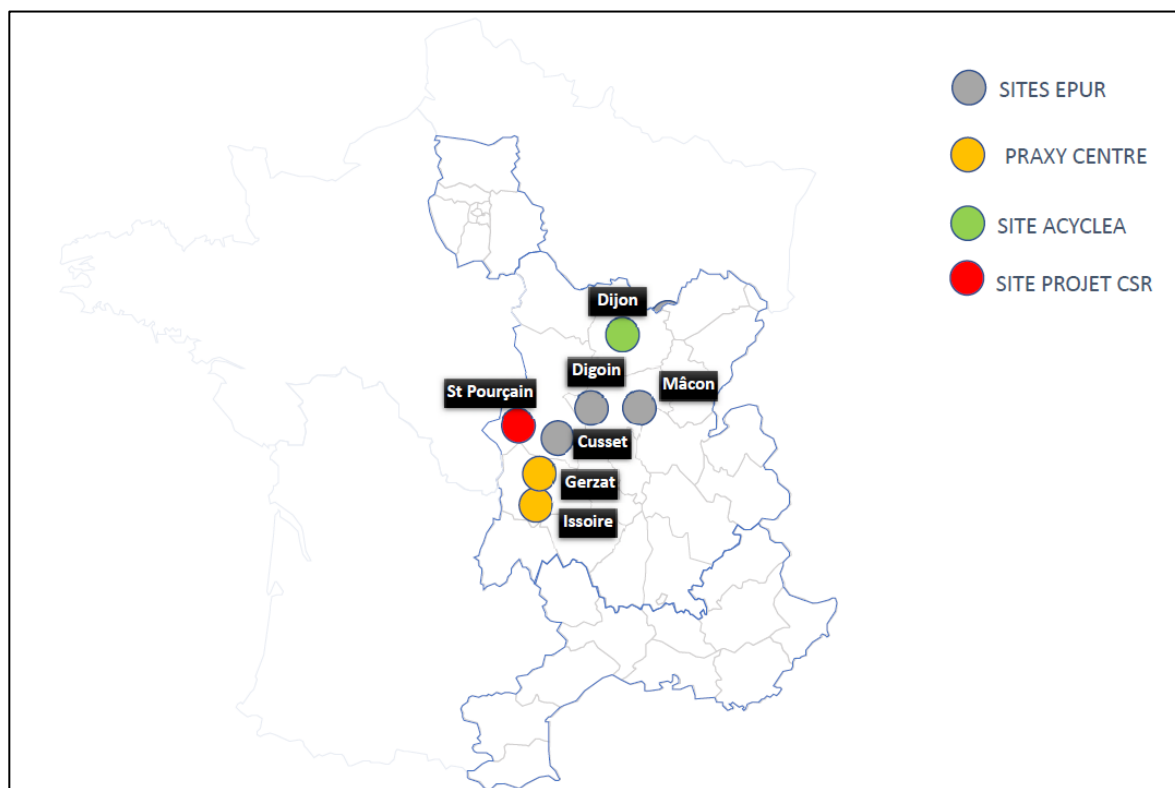 SITES EPUR
PRAXY CENTRE
SITE ACYCLEA
SITE PROJET CSR
Dijon
Digoin
Mâcon
St Pourçain
Cusset
Gerzat
Issoire